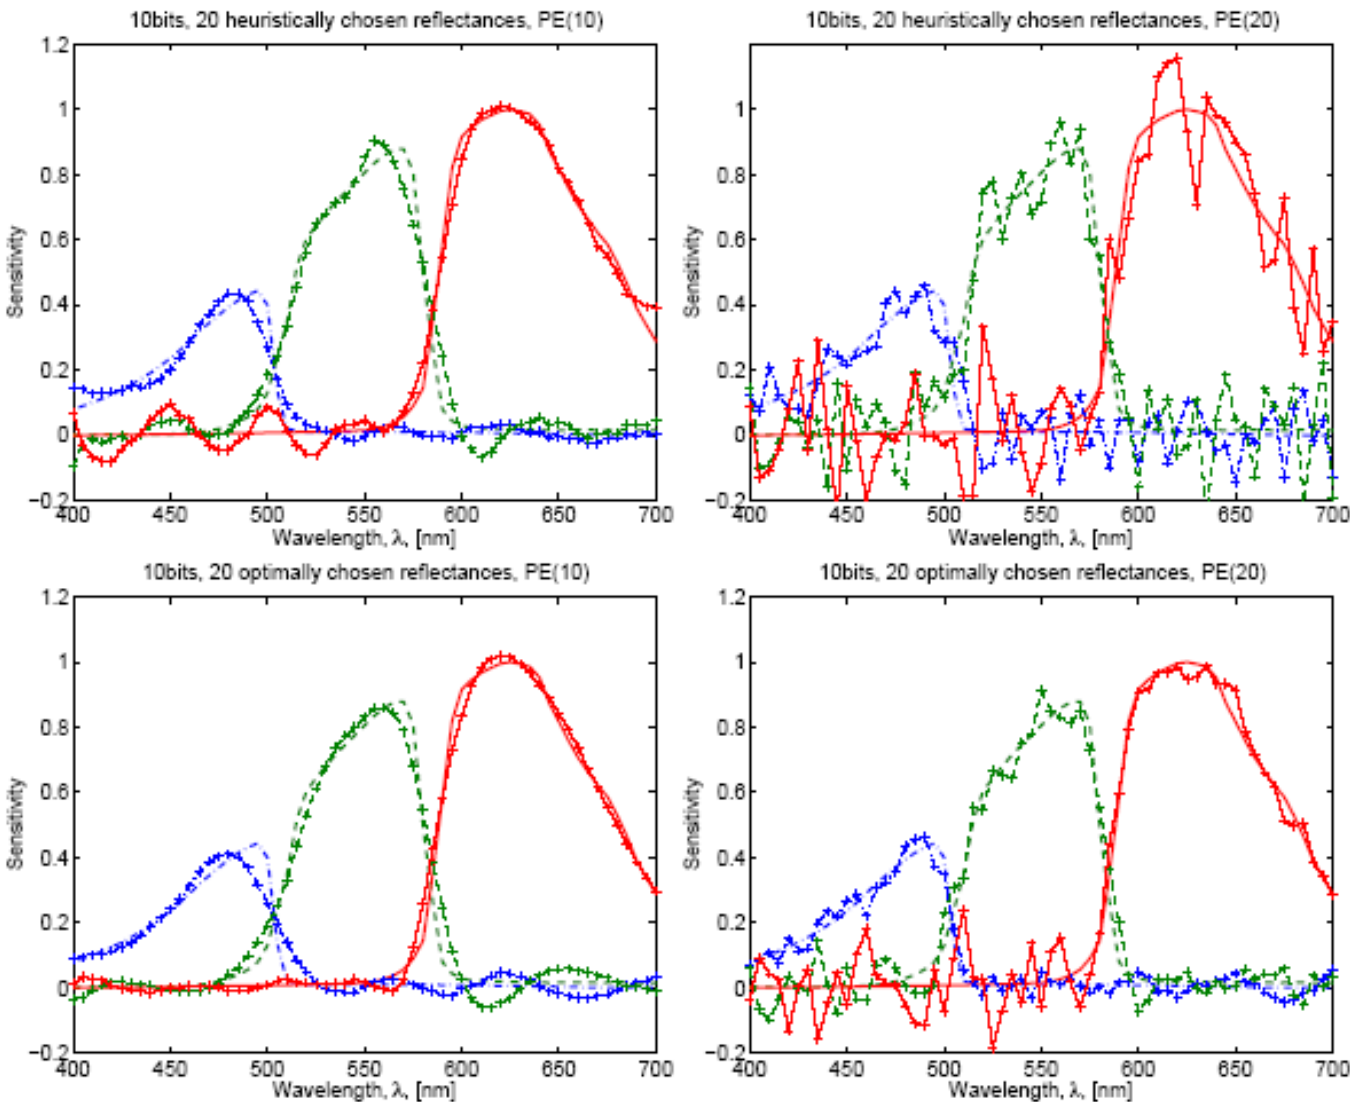 10bits, 20 heuristically chosen reflectances, PE(10)
1.2
1
0.8
0.6
0.4
0.2
0
−0.2
Sensitivity
400 450 500 550 600 650 700
Wavelength, λ, [nm]
10bits, 20 heuristically chosen reflectances, PE(20)
1.2
1
0.8
0.6
0.4
0.2
0
−0.2
Sensitivity
400 450 500 550 600 650 700
Wavelength, λ, [nm]
10bits, 20 optimally chosen reflectances, PE(10)
1.2
1
0.8
0.6
0.4
0.2
0
−0.2
Sensitivity
400 450 500 550 600 650 700
Wavelength, λ, [nm]
10bits, 20 optimally chosen reflectances, PE(20)
1.2
1
0.8
0.6
0.4
0.2
0
−0.2
Sensitivity
400 450 500 550 600 650 700
Wavelength, λ, [nm]